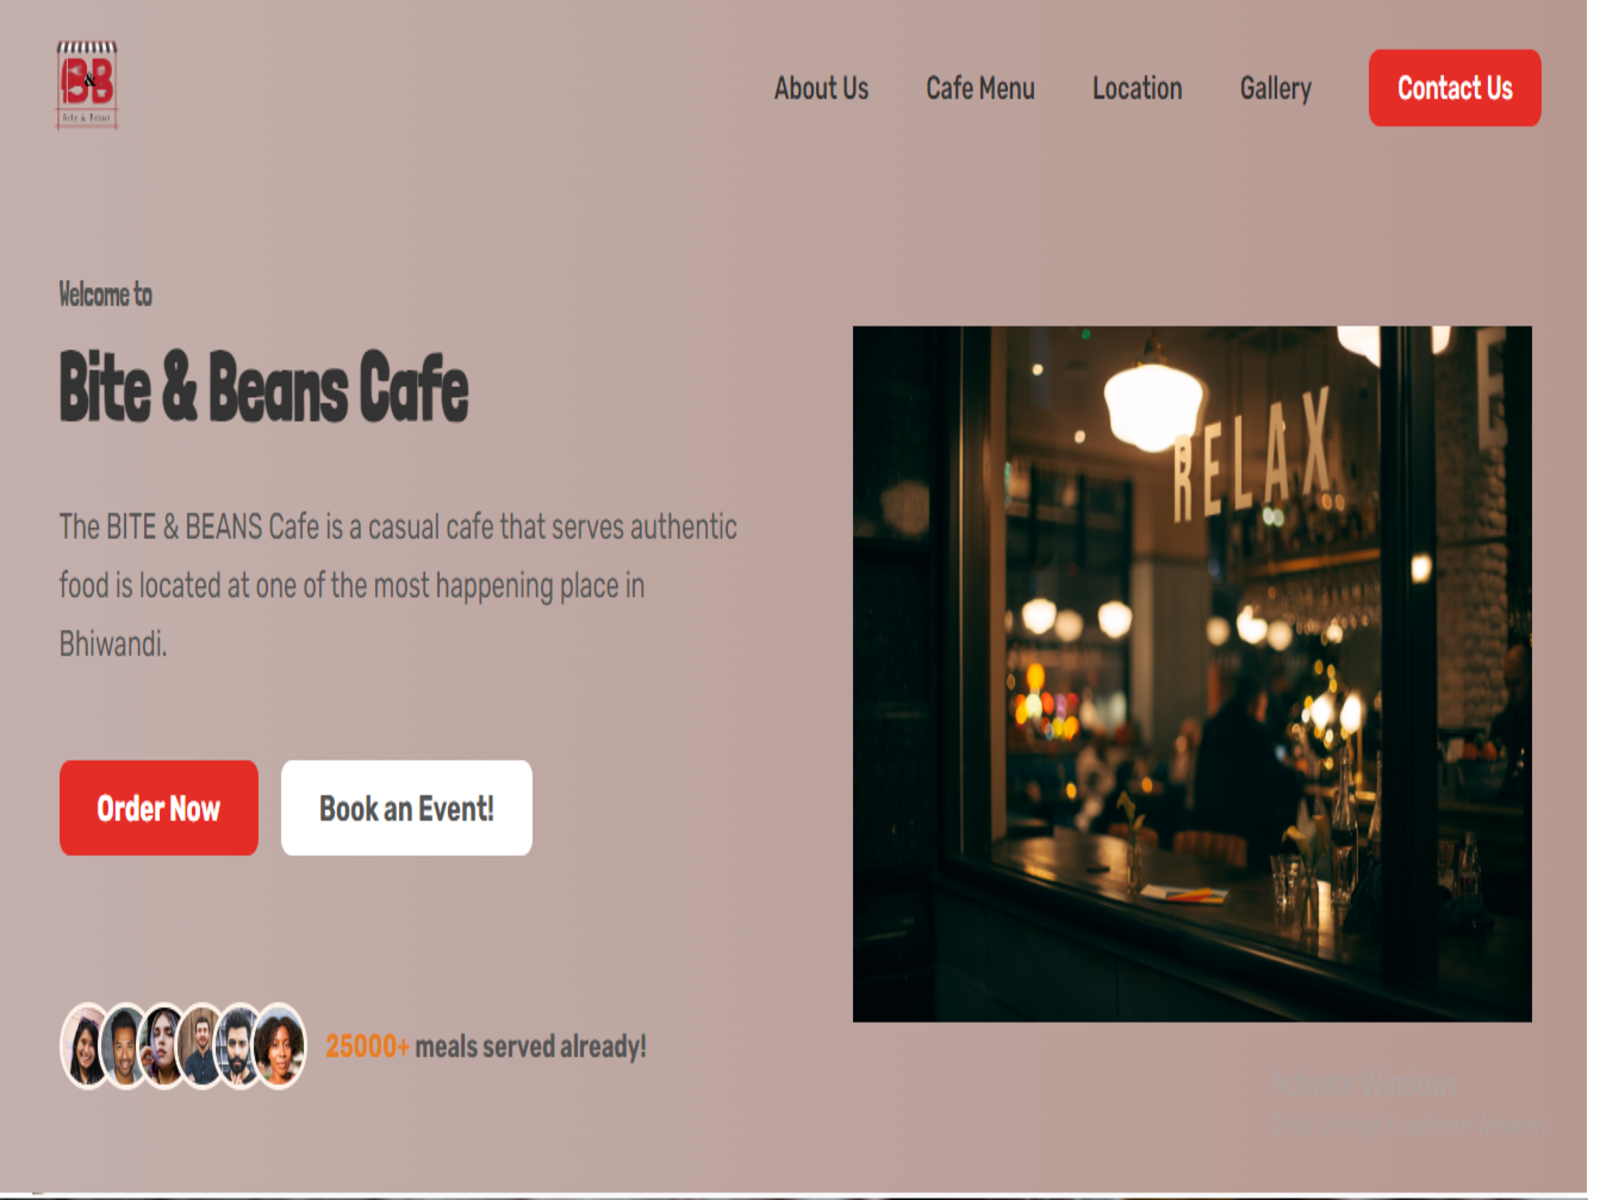 B&B
Bite & Beans
About Us
Cafe Menu
Location
Gallery
Contact Us
Welcome to
Bite & Beans Cafe
The BITE & BEANS Cafe is a casual cafe that serves authentic
food is located at one of the most happening place in
Bhiwandi.
Order Now
Book an Event!
25000+ meals served already!
RELAX
E
Activate Windows
Go to Settings to activate Windows.